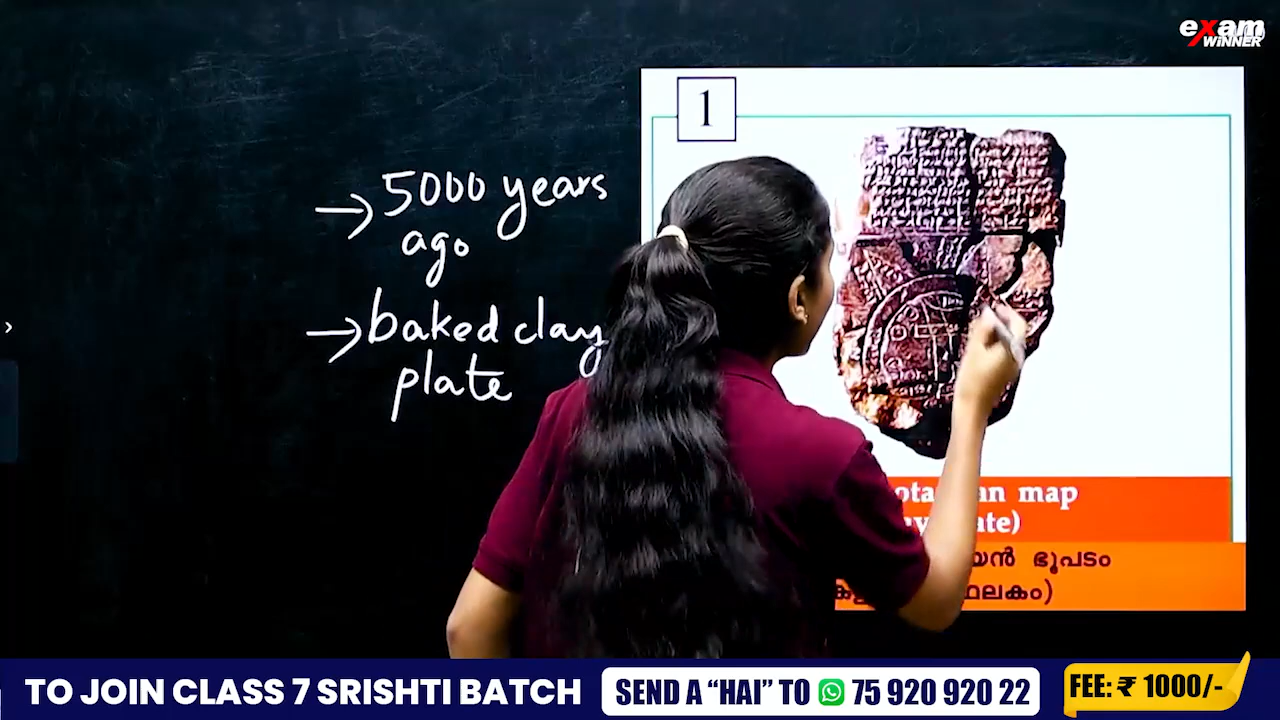 exam
WiNNER
1
→ 5000 years
ago
→ baked clay
plate
map
ഭൂപടം
TO JOIN CLASS 7 SRISHTI BATCH
SEND A “HAI” TO 75 920 920 22
FEE: ₹ 1000/-